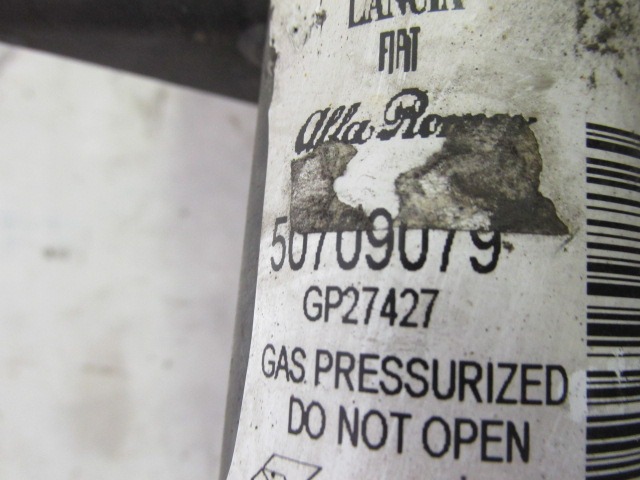 LANCIA
FIAT
Alfa Romeo
50709079
GP27427
GAS PRESSURIZED
DO NOT OPEN